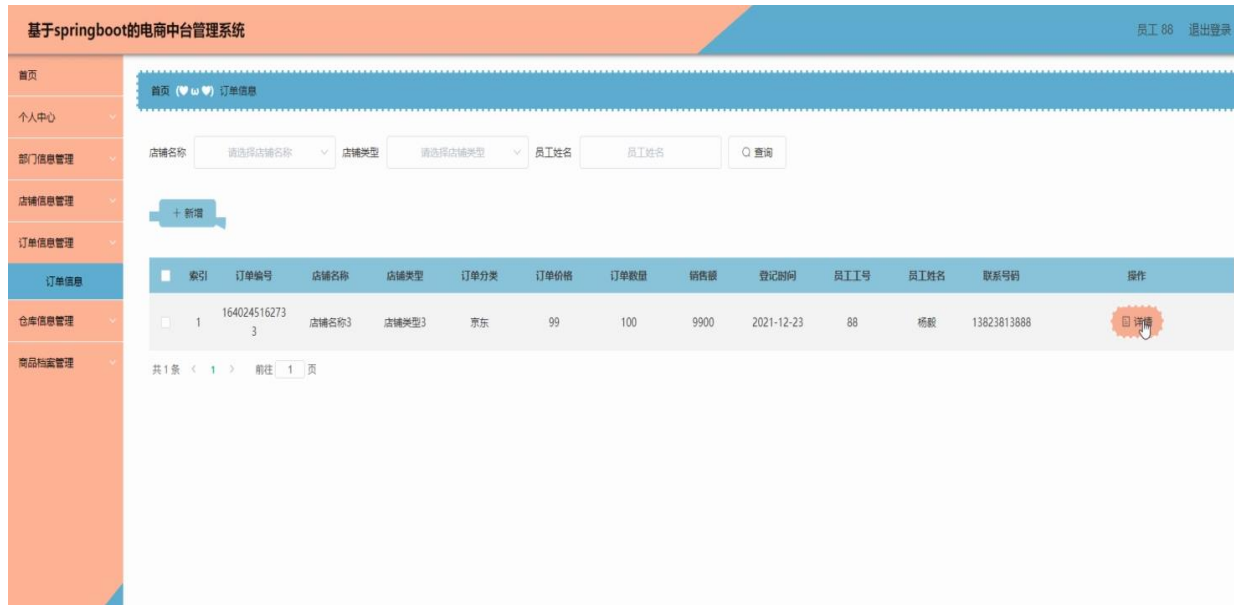 基于springboot的电商中台管理系统
员工 88 退出登录
首页
个人中心
部门信息管理
店铺信息管理
订单信息管理
订单信息
仓库信息管理
商品档案管理
首页 (♥ω♥) 订单信息
店铺名称 请选择店铺名称 店铺类型 请选择店铺类型 员工姓名 员工姓名 查询
+ 新增
索引 订单编号 店铺名称 店铺类型 订单分类 订单价格 订单数量 销售额 登记时间 员工工号 员工姓名 联系号码 操作
1 164024516273
3 店铺名称3 店铺类型3 京东 99 100 9900 2021-12-23 88 杨毅 13823813888 详情
共1条 < 1 > 前往 1 页